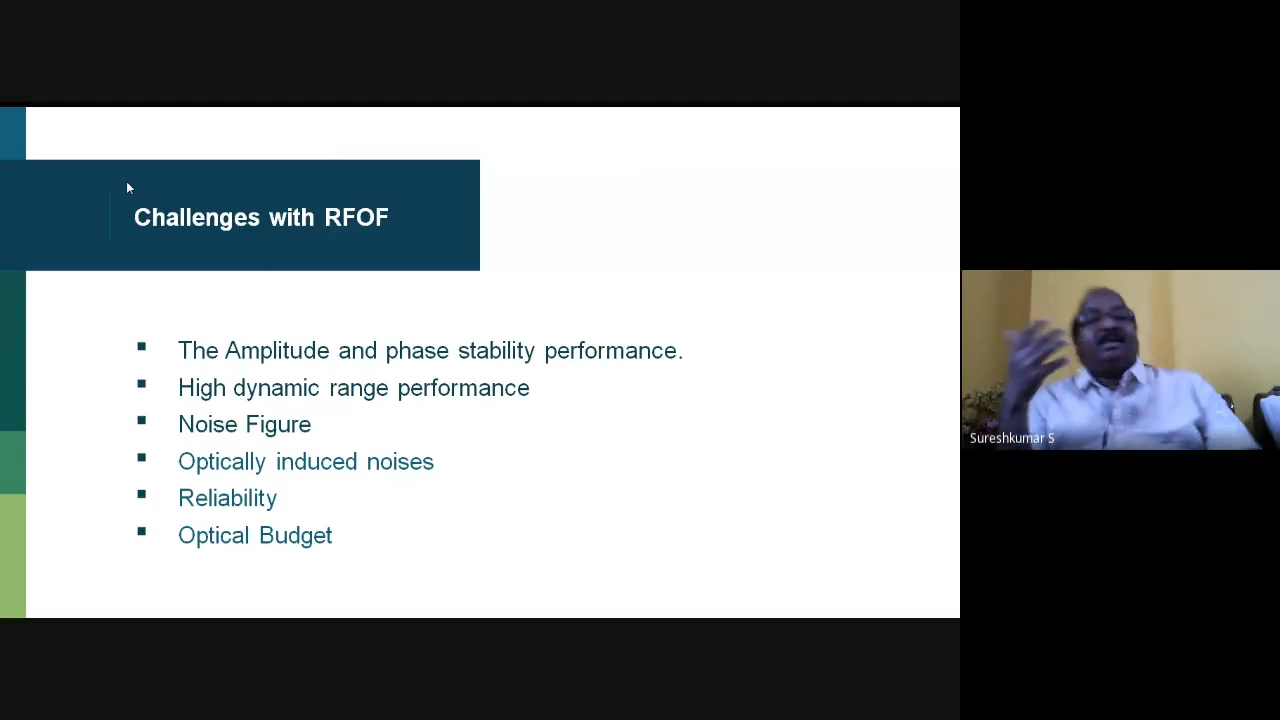 Challenges with RFOF
The Amplitude and phase stability performance.
High dynamic range performance
Noise Figure
Optically induced noises
Reliability
Optical Budget
Sureshkumar S